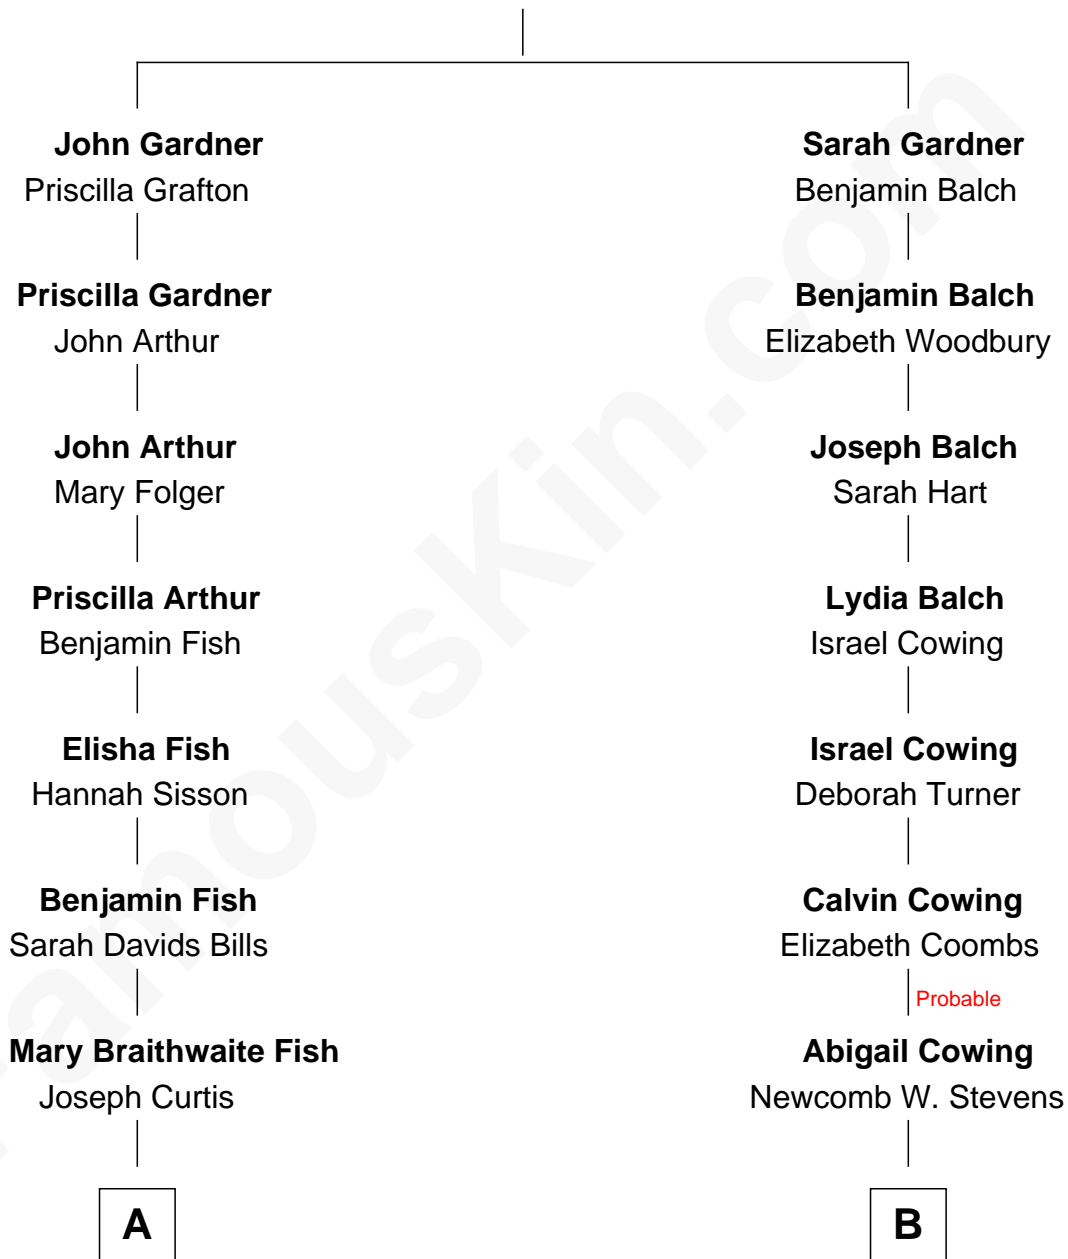 John Gardner
Priscilla Grafton
Priscilla Gardner
John Arthur
John Arthur
Mary Folger
Priscilla Arthur
Benjamin Fish
Elisha Fish
Hannah Sisson
Benjamin Fish
Sarah Davids Bills
Mary Braithwaite Fish
Joseph Curtis
A
Sarah Gardner
Benjamin Balch
Benjamin Balch
Elizabeth Woodbury
Joseph Balch
Sarah Hart
Lydia Balch
Israel Cowing
Israel Cowing
Deborah Turner
Calvin Cowing
Elizabeth Coombs
Probable
Abigail Cowing
Newcomb W. Stevens
B
FamousKin.com